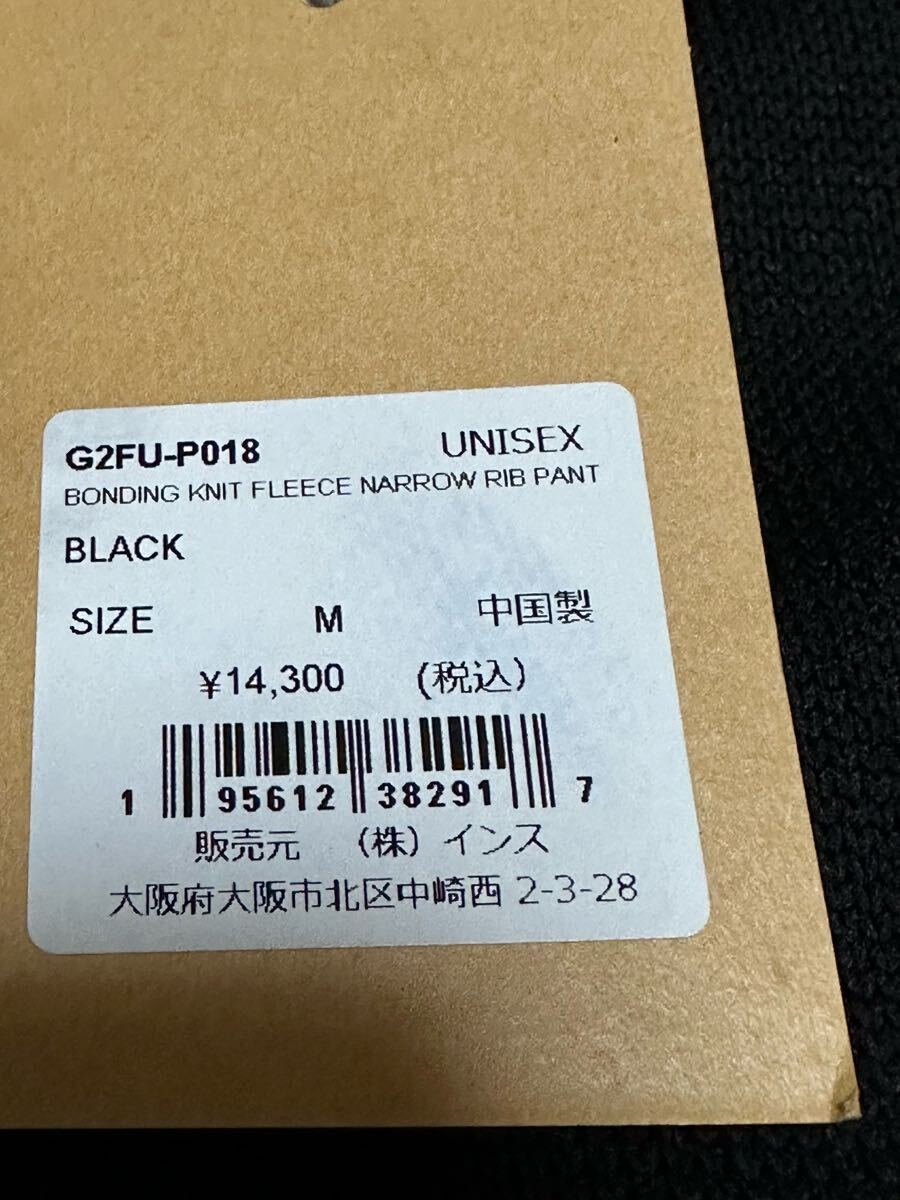 G2FU-P018 UNISEX
BONDING KNIT FLEECE NARROW RIB PANT
BLACK
SIZE M 中国製
¥14,300 (税込)
1 95612 38291 7
販売元 (株) インス
大阪府大阪市北区中崎西 2-3-28